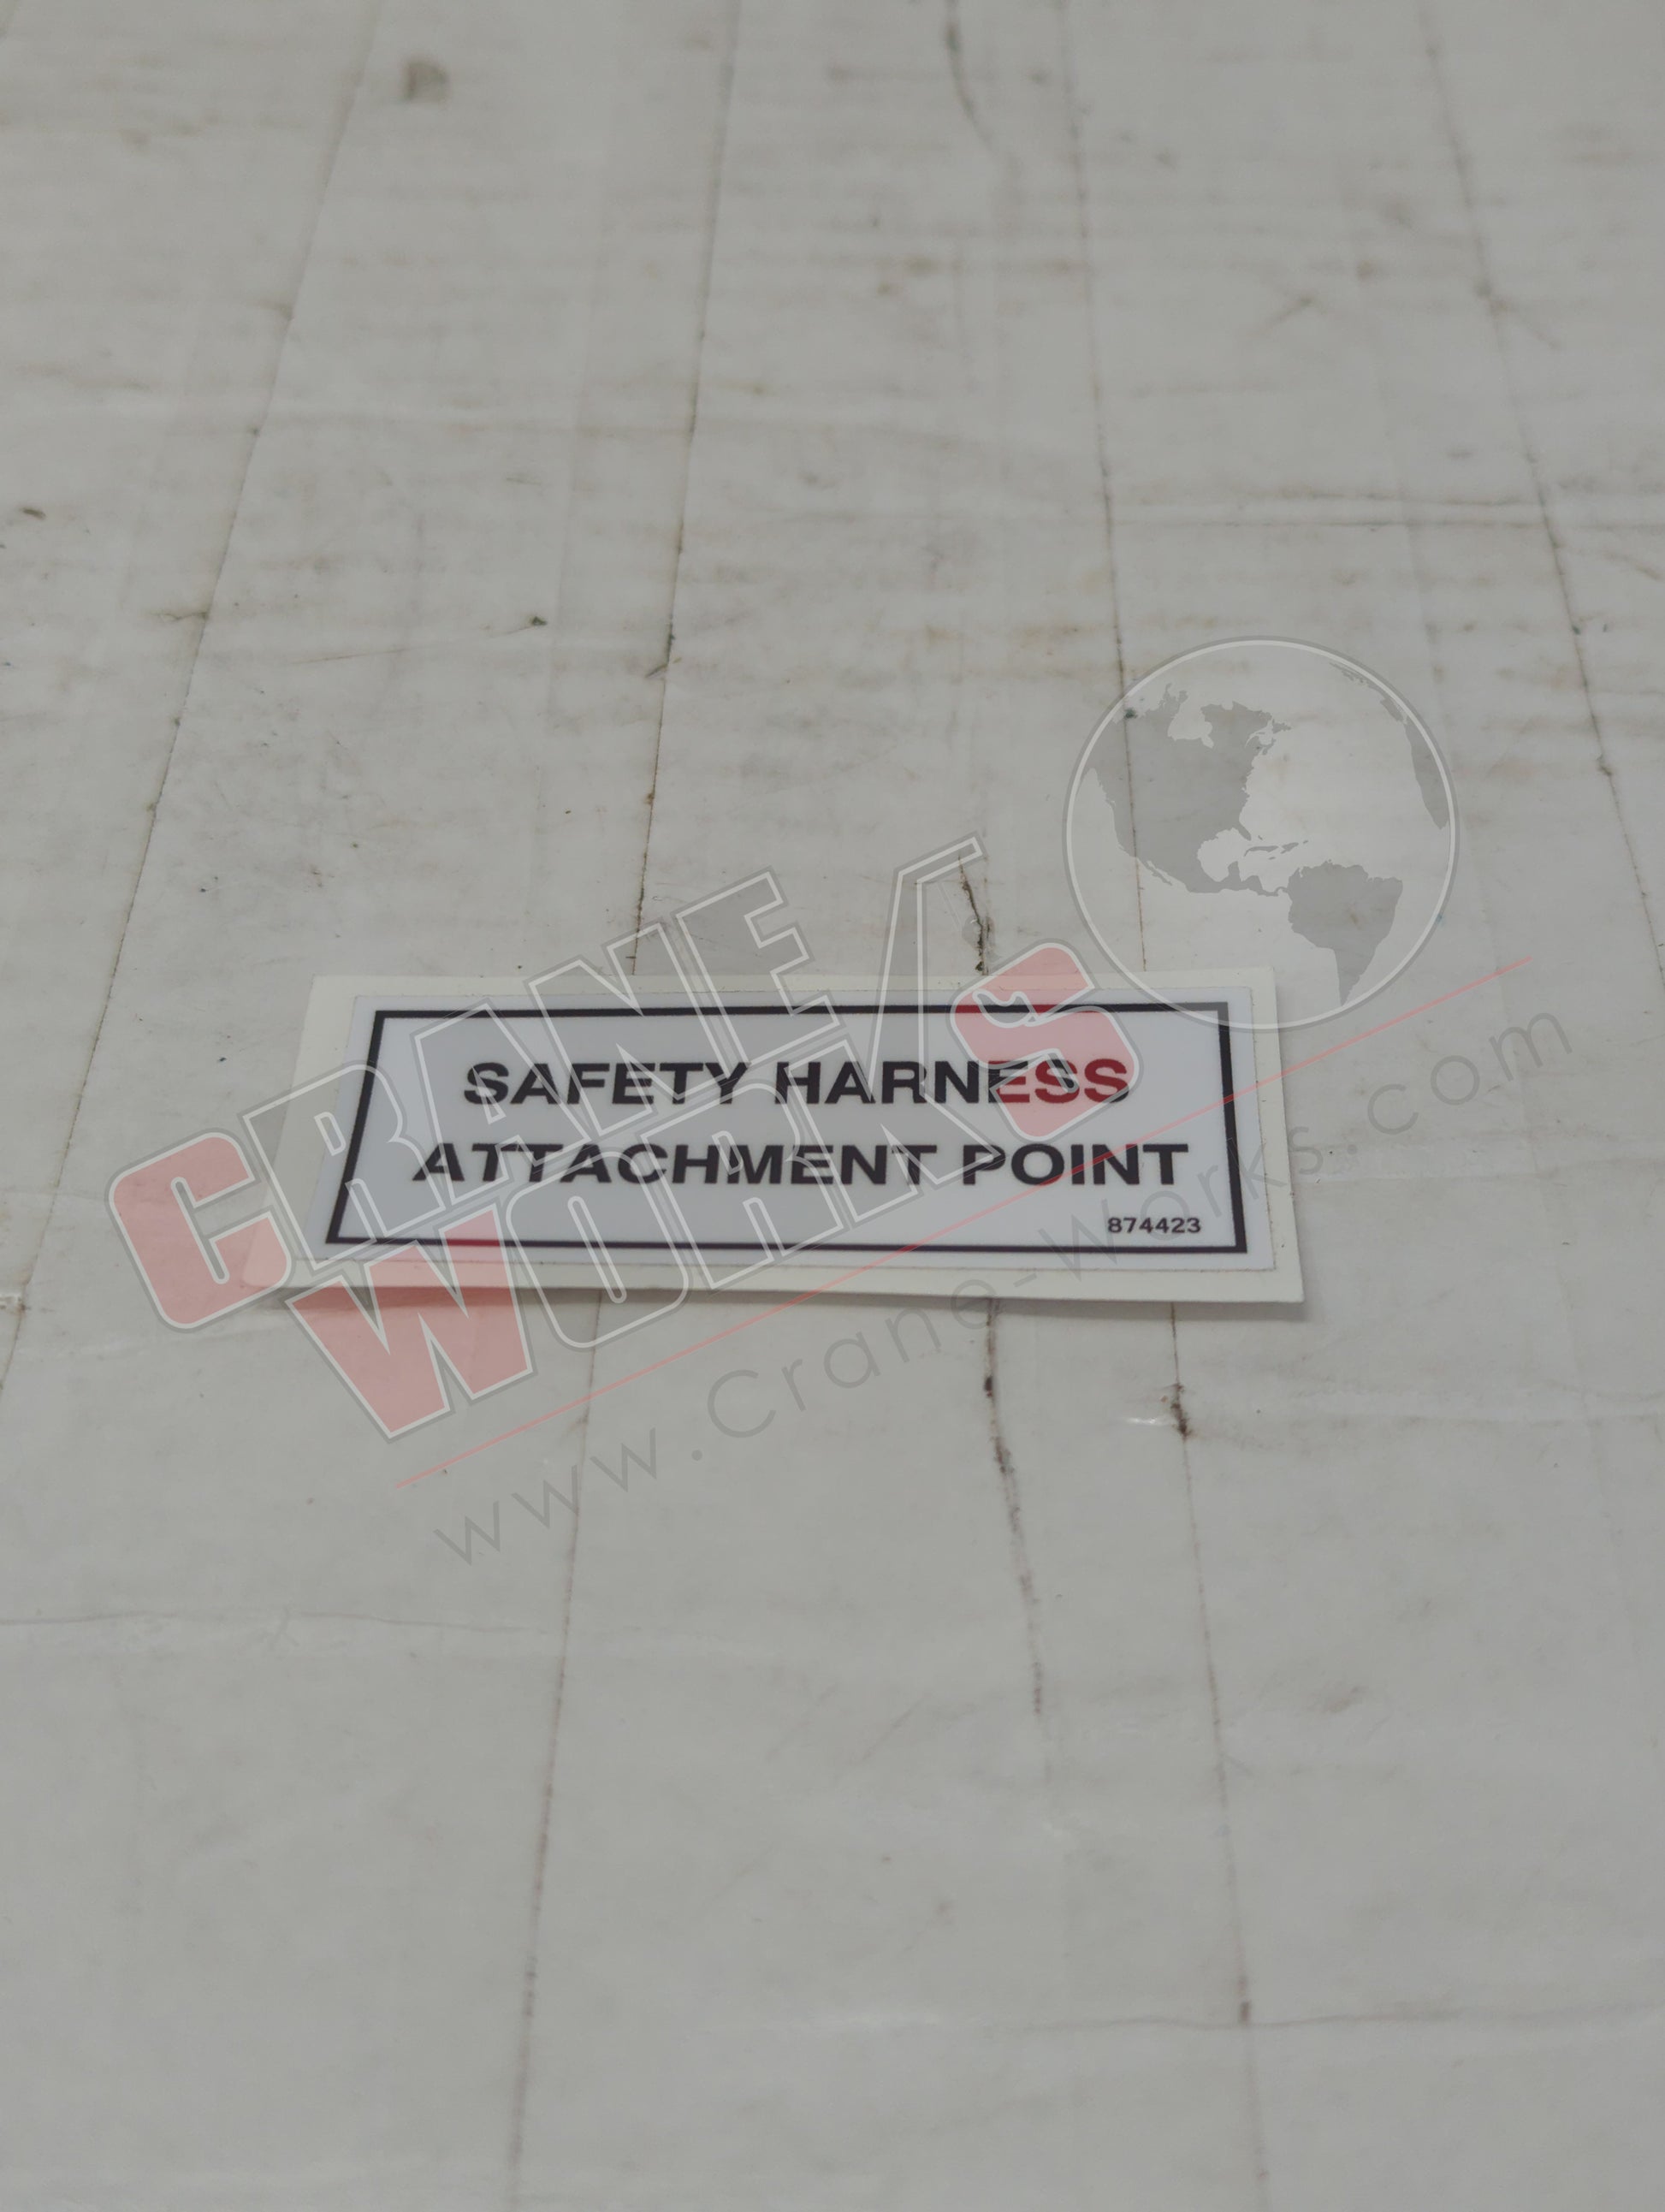 SAFETY HARNESS
ATTACHMENT POINT
874423
CRANE
WORKS
www.Crane-Works.com